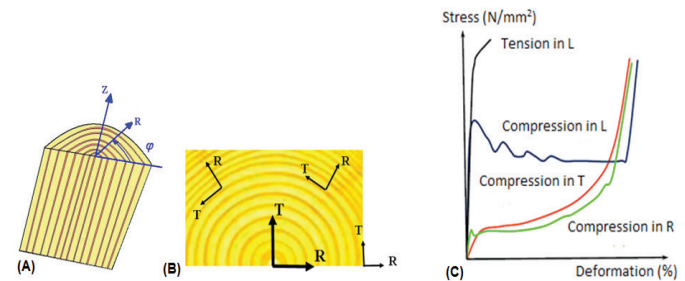 Z
R
φ
(A)
R
T
T
R
T
R
T
R
(B)
Stress (N/mm²)
Tension in L
Compression in L
Compression in T
Compression in R
Deformation (%)
(C)